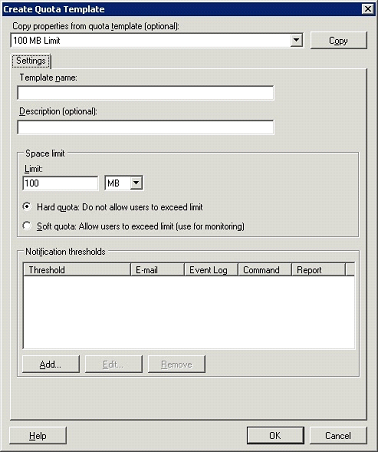 Create Quota Template
Copy properties from quota template (optional):
100 MB Limit
Copy
Settings
Template name:
Description (optional):
Space limit
Limit:
100 MB
Hard quota: Do not allow users to exceed limit
Soft quota: Allow users to exceed limit (use for monitoring)
Notification thresholds
Threshold E-mail Event Log Command Report
Add... Edit... Remove
Help OK Cancel